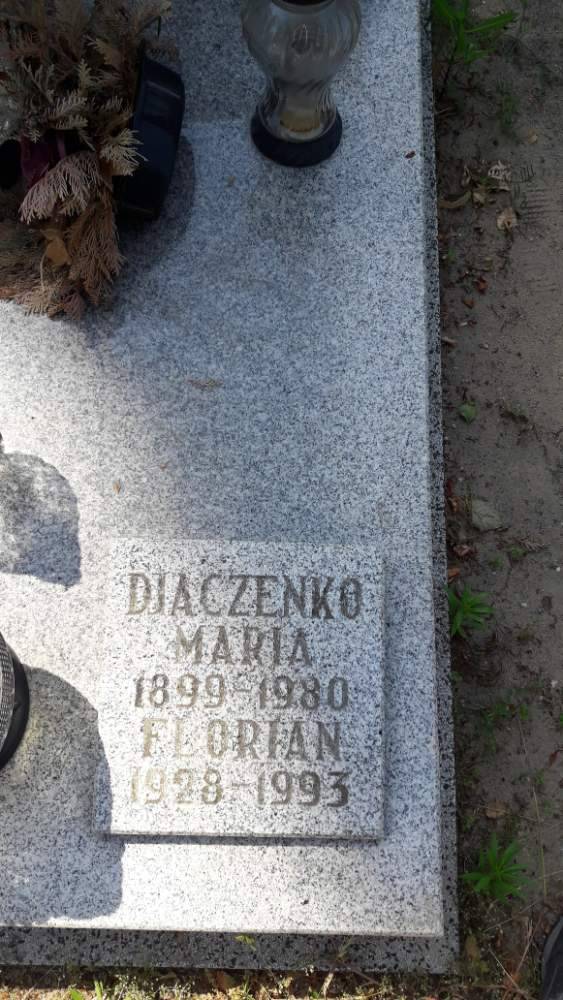 DJACZENKO
MARIA
1899-1980
FLORIAN
1928-1993